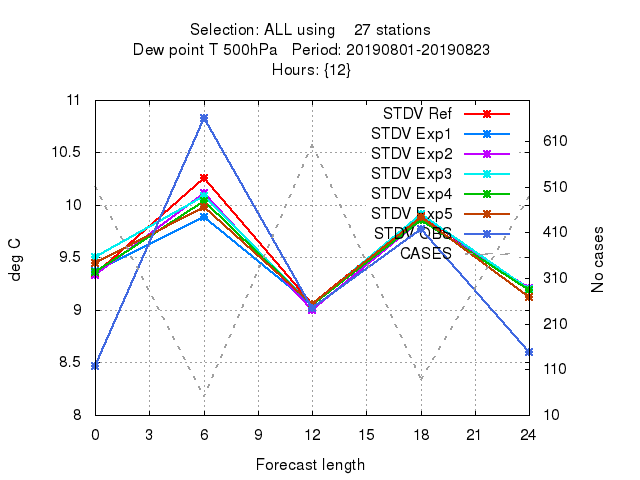 Selection: ALL using    27 stations
Dew point T 500hPa   Period: 20190801-20190823
Hours: {12}
11
10.5
10
9.5
9
8.5
8
deg C
STDV Ref
STDV Exp1
STDV Exp2
STDV Exp3
STDV Exp4
STDV Exp5
STDV OBS
CASES
610
510
410
310
210
110
10
No cases
0 3 6 9 12 15 18 21 24
Forecast length